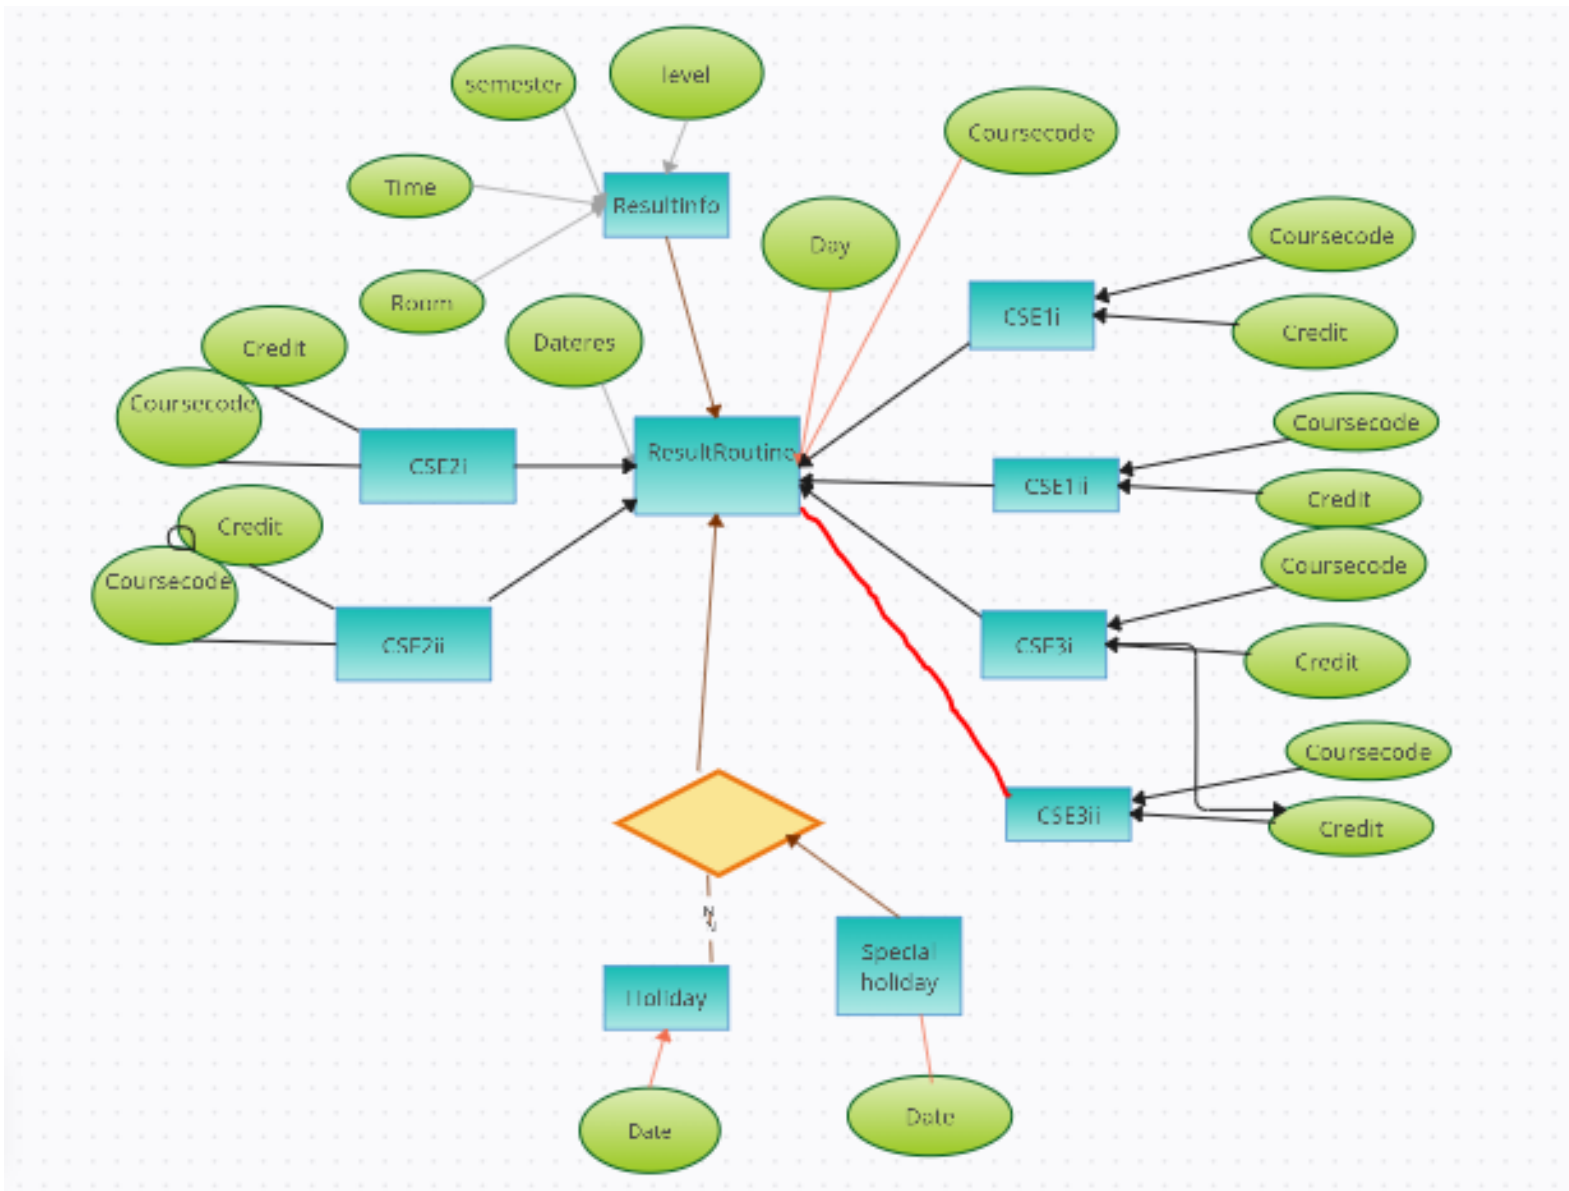 semester
level
Coursecode
Time
Resultinfo
Day
Coursecode
Room
Dateres
CSE1i
Credit
Credit
Coursecode
ResultRoutine
Coursecode
CSE2i
CSE1ii
Credit
Credit
Coursecode
Coursecode
CSE2ii
CSE3i
Credit
Coursecode
CSE3ii
Credit
Special
holiday
Holiday
Date
Date